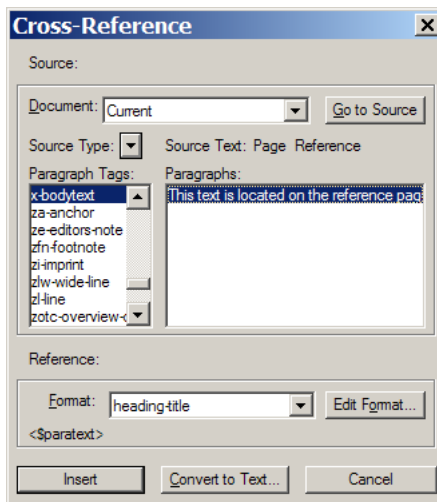 Cross-Reference
Source:
Document: Current Go to Source
Source Type: Source Text: Page Reference
Paragraph Tags: Paragraphs:
x-bodytext This text is located on the reference pag
za-anchor
ze-editors-note
zfn-footnote
zi-imprint
zlw-wide-line
zl-line
zotc-overview-
Reference:
Format: heading-title Edit Format...
<$paratext>
Insert Convert to Text... Cancel